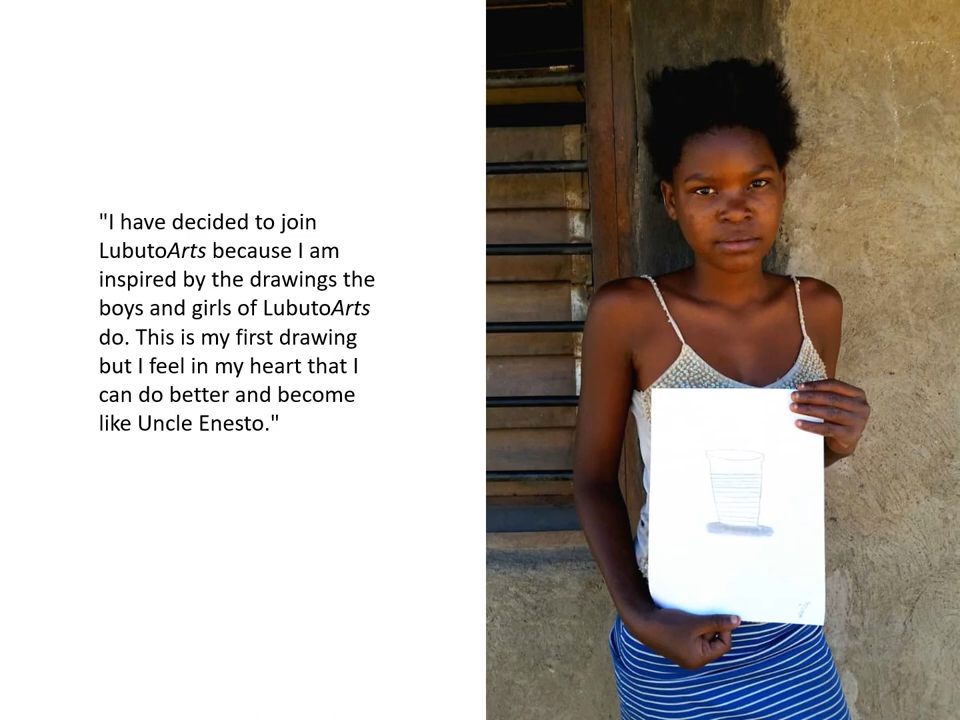 "I have decided to join
LubutoArts because I am
inspired by the drawings the
boys and girls of LubutoArts
do. This is my first drawing
but I feel in my heart that I
can do better and become
like Uncle Enesto."